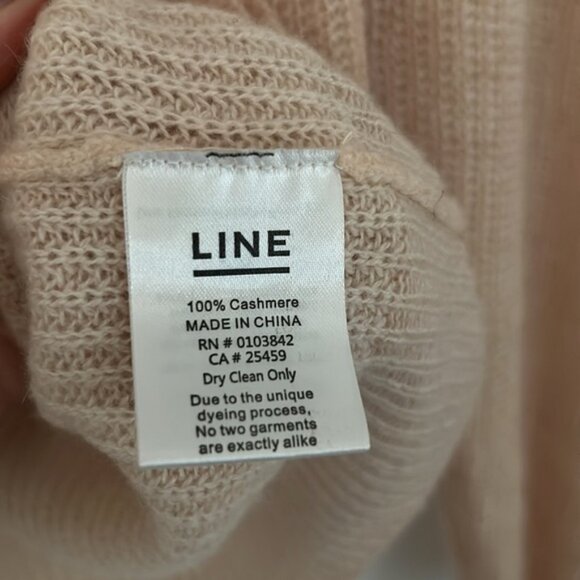 LINE
100% Cashmere
MADE IN CHINA
RN # 0103842
CA # 25459
Dry Clean Only
Due to the unique
dyeing process,
No two garments
are exactly alike